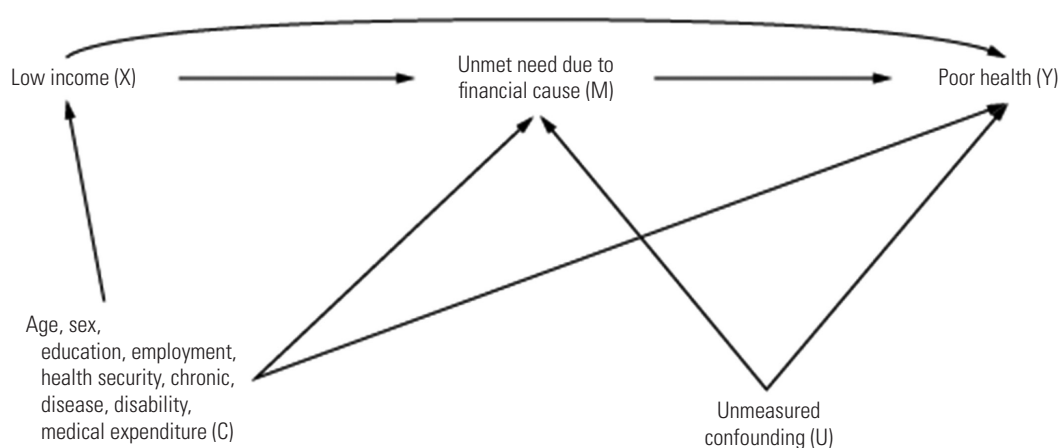 Low income (X)
Unmet need due to
financial cause (M)
Poor health (Y)
Age, sex,
education, employment,
health security, chronic,
disease, disability,
medical expenditure (C)
Unmeasured
confounding (U)